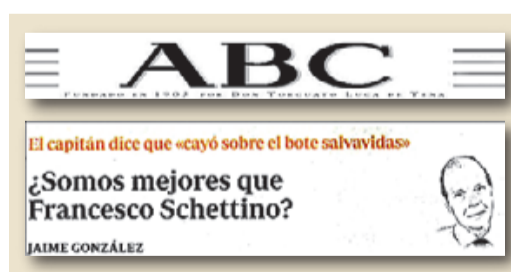 ABC
FUNDADO EN 1903 POR DON TORCUATO LUCA DE TENA
El capitán dice que «cayó sobre el bote salvavidas»
¿Somos mejores que
Francesco Schettino?
JAIME GONZÁLEZ